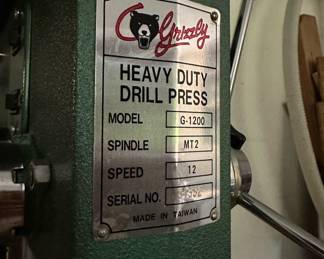 Grizzly
HEAVY DUTY
DRILL PRESS
MODEL G-1200
SPINDLE MT2
SPEED 12
SERIAL NO.
MADE IN TAIWAN